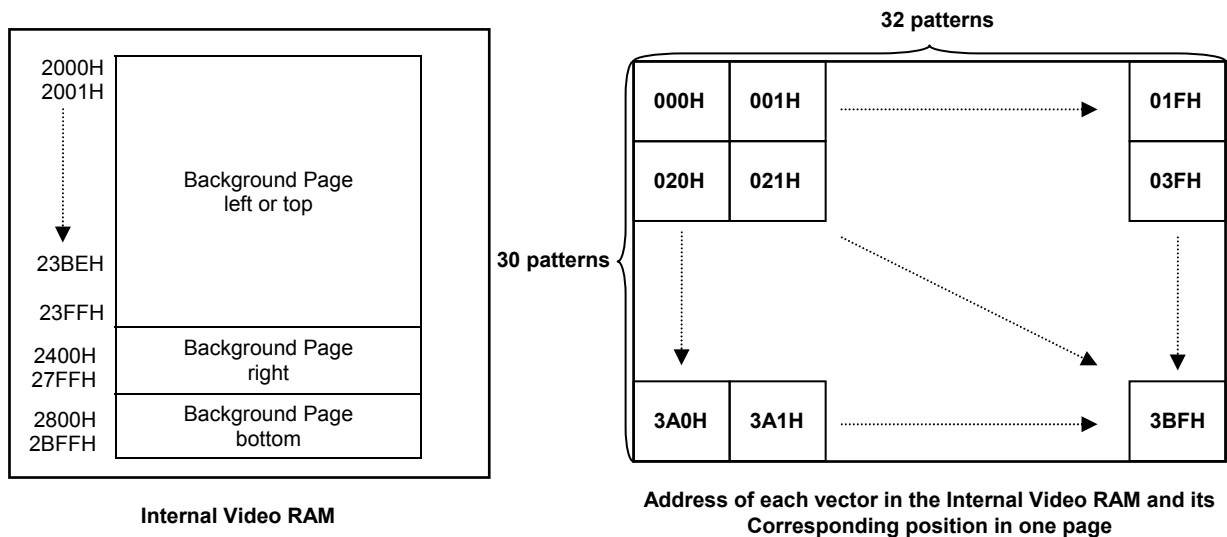 2000H
2001H
Background Page
left or top
23BEH
23FFH
2400H
27FFH
Background Page
right
2800H
2BFFH
Background Page
bottom
Internal Video RAM
32 patterns
30 patterns
000H 001H 01FH
020H 021H 03FH
3A0H 3A1H 3BFH
Address of each vector in the Internal Video RAM and its
Corresponding position in one page